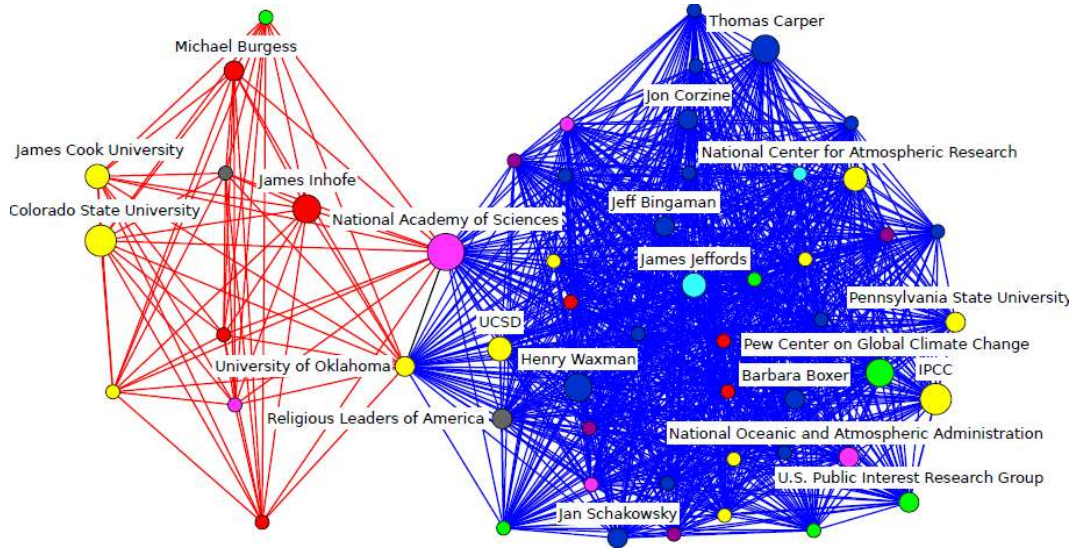 Thomas Carper
Michael Burgess
Jon Corzine
James Cook University
National Center for Atmospheric Research
James Inhofe
Jeff Bingaman
Colorado State University
National Academy of Sciences
James Jeffords
Pennsylvania State University
UCSD
Pew Center on Global Climate Change
Henry Waxman
University of Oklahoma
Barbara Boxer
IPCC
Religious Leaders of America
National Oceanic and Atmospheric Administration
U.S. Public Interest Research Group
Jan Schakowsky